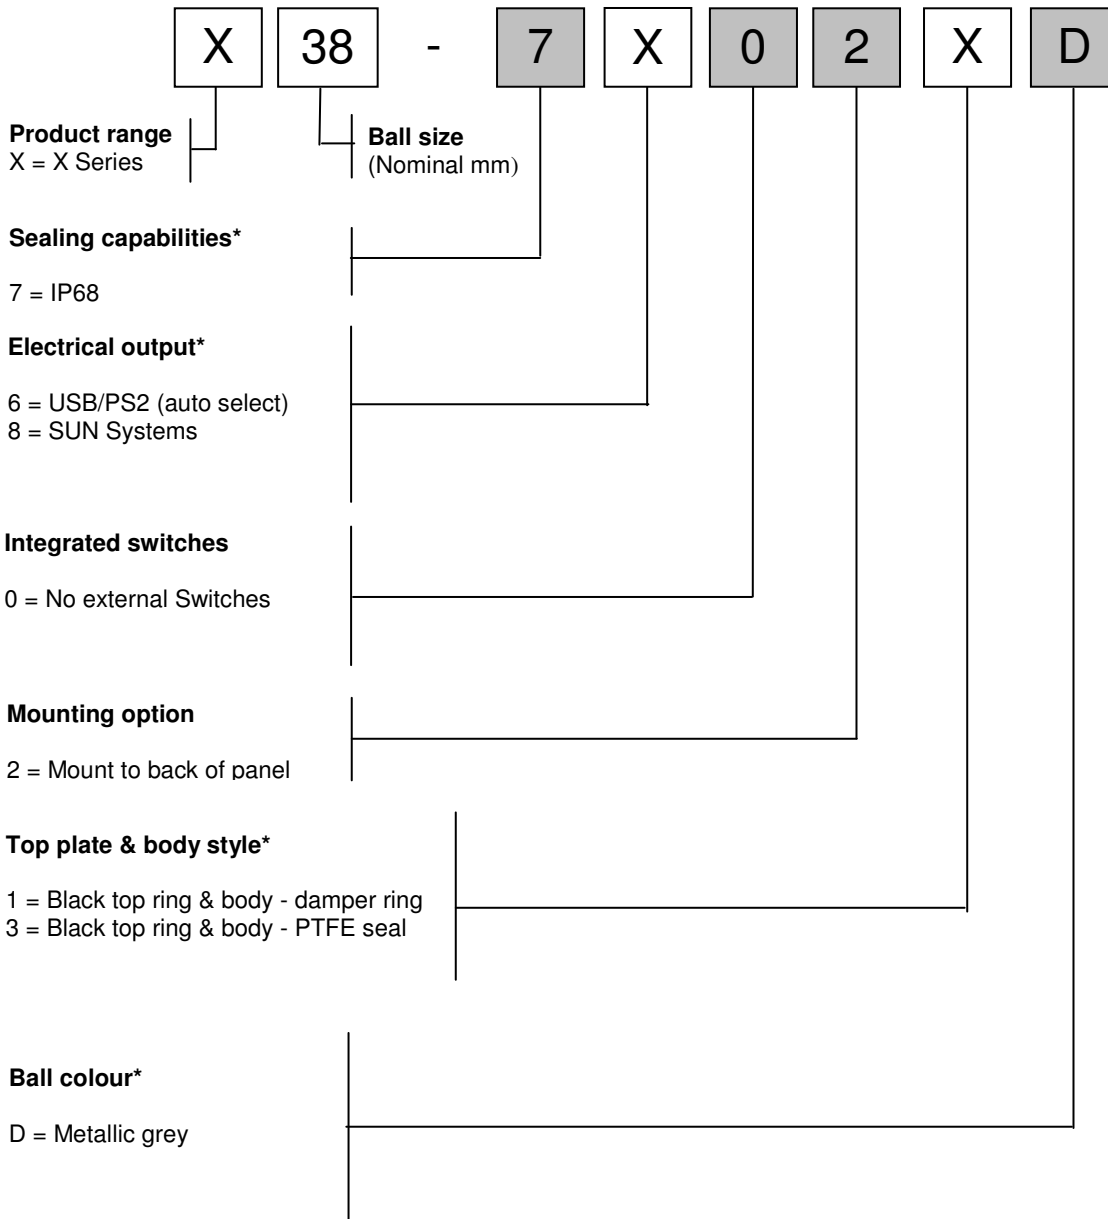 X 38 - 7 X 0 2 X D
Product range
X = X Series
Ball size
(Nominal mm)
Sealing capabilities*
7 = IP68
Electrical output*
6 = USB/PS2 (auto select)
8 = SUN Systems
Integrated switches
0 = No external Switches
Mounting option
2 = Mount to back of panel
Top plate & body style*
1 = Black top ring & body - damper ring
3 = Black top ring & body - PTFE seal
Ball colour*
D = Metallic grey